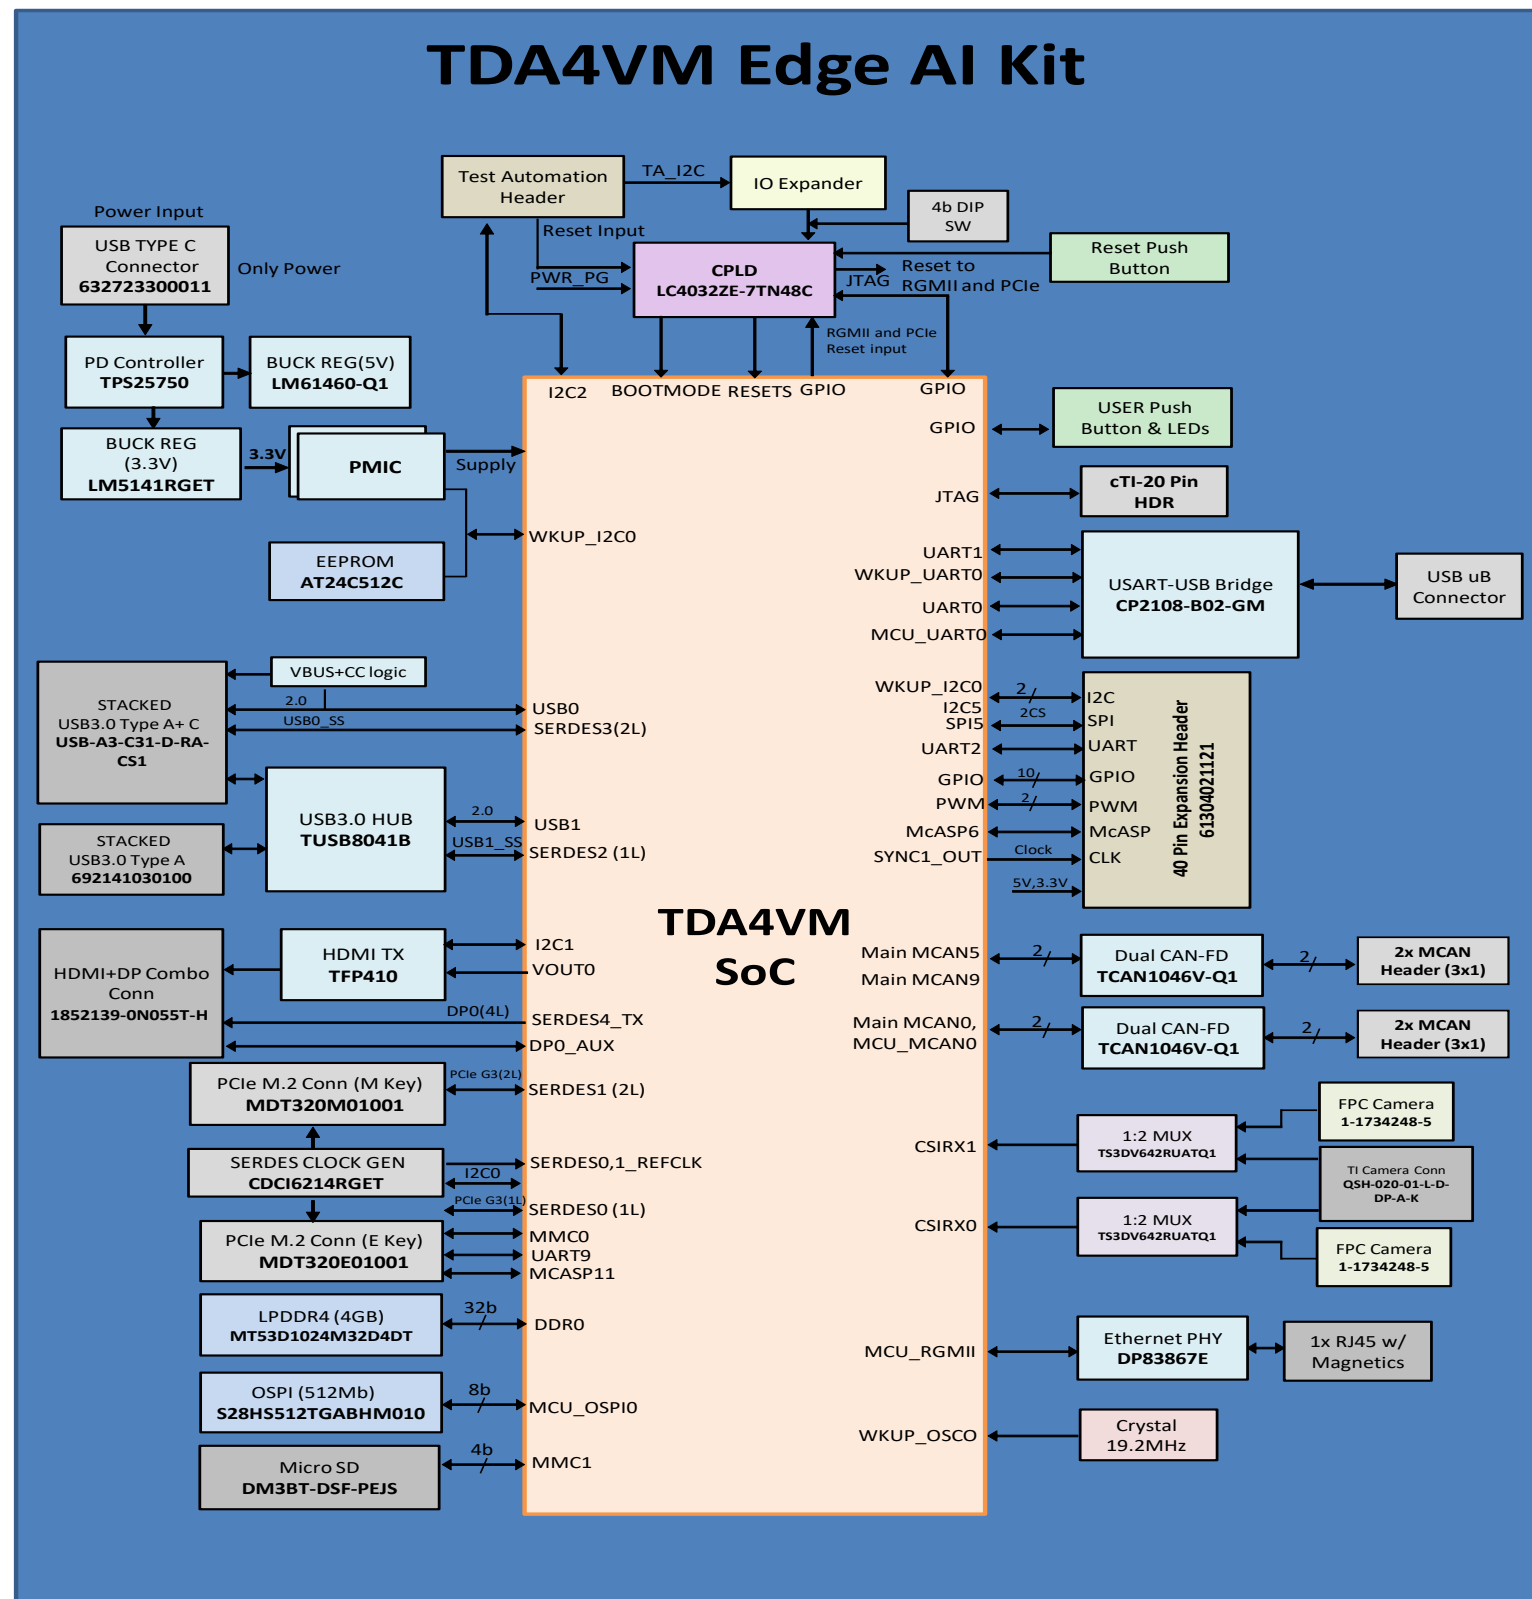 TDA4VM Edge AI Kit
Test Automation
Header
TA_I2C
IO Expander
4b DIP
SW
Power Input
USB TYPE C
Connector
632723300011
Only Power
Reset Input
PWR_PG
CPLD
LC4032ZE-7TN48C
JTAG
Reset to
RGMII and PCIe
Reset Push
Button
RGMII and PCIe
Reset input
PD Controller
TPS25750
BUCK REG(5V)
LM61460-Q1
BUCK REG
(3.3V)
LM5141RGET
3.3V
PMIC
Supply
EEPROM
AT24C512C
I2C2
BOOTMODE
RESETS
GPIO
GPIO
WKUP_I2C0
GPIO
USER Push
Button & LEDs
JTAG
cTI-20 Pin
HDR
UART1
WKUP_UART0
UART0
MCU_UART0
USART-USB Bridge
CP2108-B02-GM
USB uB
Connector
STACKED
USB3.0 Type A+ C
USB-A3-C31-D-RA-
CS1
VBUS+CC logic
2.0
USB0_SS
USB0
SERDES3(2L)
USB3.0 HUB
TUSB8041B
2.0
USB1_SS
USB1
SERDES2 (1L)
STACKED
USB3.0 Type A
692141030100
WKUP_I2C0
I2C5
SPI5
UART2
GPIO
PWM
McASP6
SYNC1_OUT
2
2CS
10
2
Clock
5V,3.3V
I2C
SPI
UART
GPIO
PWM
McASP
CLK
40 Pin Expansion Header
61304021121
TDA4VM
SoC
HDMI+DP Combo
Conn
1852139-0N055T-H
HDMI TX
TFP410
I2C1
VOUT0
DP0(4L)
SERDES4_TX
DP0_AUX
Main MCAN5
Main MCAN9
2
Dual CAN-FD
TCAN1046V-Q1
2
2x MCAN
Header (3x1)
Main MCAN0,
MCU_MCAN0
2
Dual CAN-FD
TCAN1046V-Q1
2
2x MCAN
Header (3x1)
PCIe M.2 Conn (M Key)
MDT320M01001
PCIe G3(2L)
SERDES1 (2L)
SERDES CLOCK GEN
CDCI6214RGET
SERDES0,1_REFCLK
I2C0
PCIe G3(1L)
SERDES0 (1L)
PCIe M.2 Conn (E Key)
MDT320E01001
MMC0
UART9
MCASP11
CSIRX1
1:2 MUX
TS3DV642RUATQ1
FPC Camera
1-1734248-5
TI Camera Conn
QSH-020-01-L-D-
DP-A-K
CSIRX0
1:2 MUX
TS3DV642RUATQ1
FPC Camera
1-1734248-5
LPDDR4 (4GB)
MT53D1024M32D4DT
32b
DDR0
MCU_RGMII
Ethernet PHY
DP83867E
1x RJ45 w/
Magnetics
OSPI (512Mb)
S28HS512TGABHM010
8b
MCU_OSPI0
WKUP_OSCO
Crystal
19.2MHz
Micro SD
DM3BT-DSF-PEJS
4b
MMC1